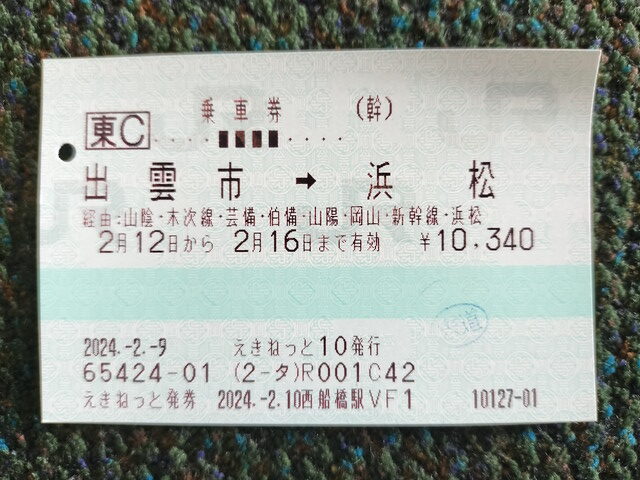 乗車券 (幹)
東C ....■■■■....
出雲市 → 浜松
経由:山陰・木次線・芸備・伯備・山陽・岡山・新幹線・浜松
2月12日から 2月16日まで有効 ¥10,340
2024.-2.-9 えきねっと10発行
65424-01 (2-タ)R001C42
えきねっと発券 2024.-2.10西船橋駅VF1 10127-01